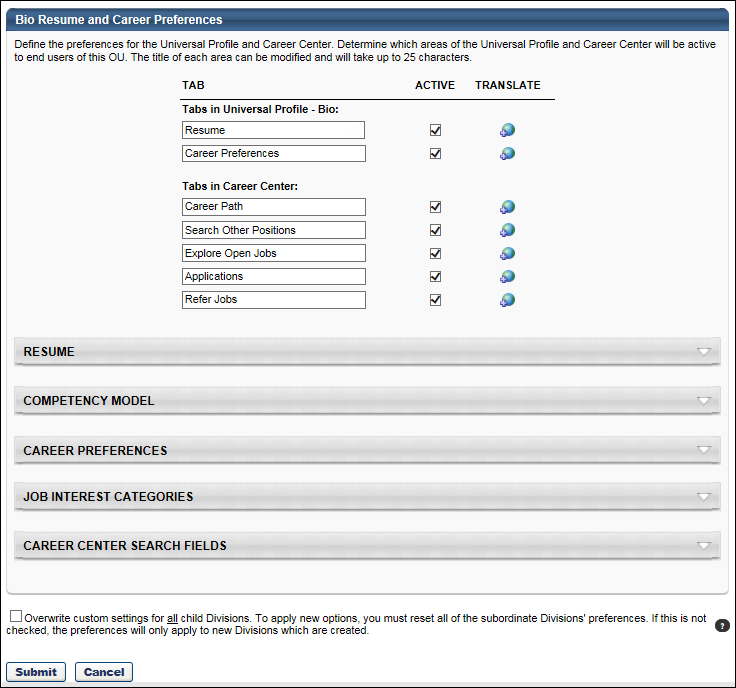 Bio Resume and Career Preferences
Define the preferences for the Universal Profile and Career Center. Determine which areas of the Universal Profile and Career Center will be active
to end users of this OU. The title of each area can be modified and will take up to 25 characters.
TAB ACTIVE TRANSLATE
Tabs in Universal Profile - Bio:
Resume
Career Preferences
Tabs in Career Center:
Career Path
Search Other Positions
Explore Open Jobs
Applications
Refer Jobs
RESUME
COMPETENCY MODEL
CAREER PREFERENCES
JOB INTEREST CATEGORIES
CAREER CENTER SEARCH FIELDS
Overwrite custom settings for all child Divisions. To apply new options, you must reset all of the subordinate Divisions' preferences. If this is not
checked, the preferences will only apply to new Divisions which are created.
?
Submit Cancel